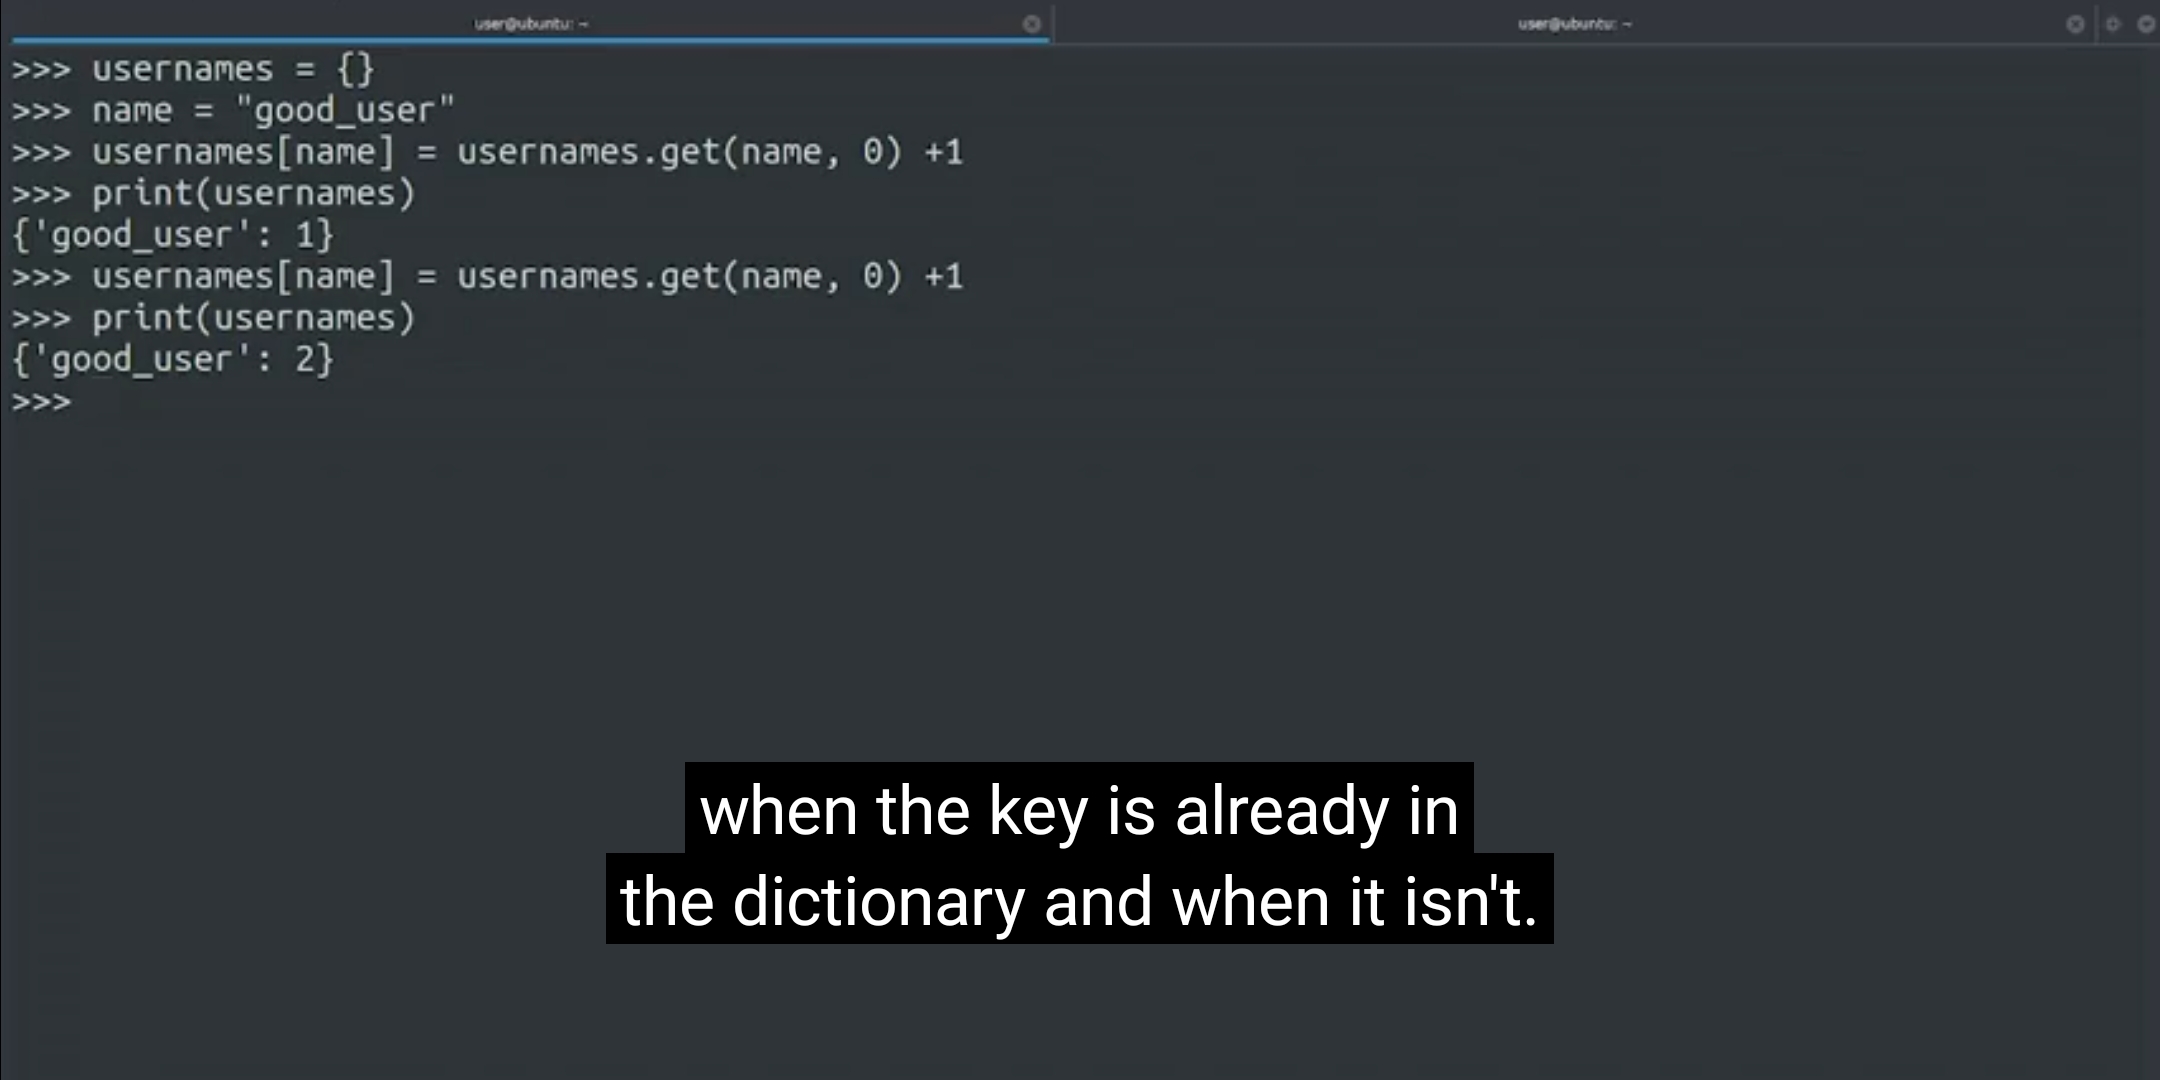 user@ubuntu: ~ user@ubuntu: ~
>>> usernames = {}
>>> name = "good_user"
>>> usernames[name] = usernames.get(name, 0) +1
>>> print(usernames)
{'good_user': 1}
>>> usernames[name] = usernames.get(name, 0) +1
>>> print(usernames)
{'good_user': 2}
>>>
when the key is already in
the dictionary and when it isn't.